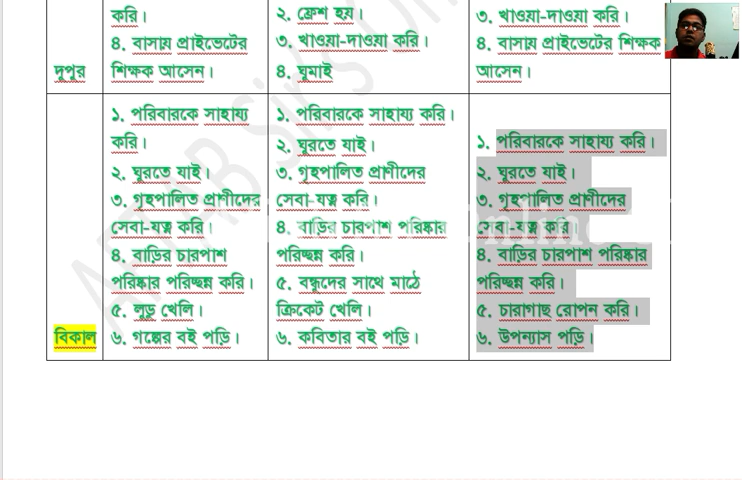 করি।
৪. বাসায় প্রাইভেটের
দুপুর
শিক্ষক আসেন।
২. ফ্রেশ হয়।
৩. খাওয়া-দাওয়া করি।
৪. ঘুমাই
৩. খাওয়া-দাওয়া করি।
৪. বাসায় প্রাইভেটের শিক্ষক
আসেন।
বিকাল
১. পরিবারকে সাহায্য
করি।
২. ঘুরতে যাই।
৩. গৃহপালিত প্রাণীদের
সেবা-যত্ন করি।
৪. বাড়ির চারপাশ
পরিষ্কার পরিচ্ছন্ন করি।
৫. লুডু খেলি।
৬. গল্পের বই পড়ি।
১. পরিবারকে সাহায্য করি।
২. ঘুরতে যাই।
৩. গৃহপালিত প্রাণীদের
সেবা-যত্ন করি।
৪. বাড়ির চারপাশ পরিষ্কার
পরিচ্ছন্ন করি।
৫. বন্ধুদের সাথে মাঠে
ক্রিকেট খেলি।
৬. কবিতার বই পড়ি।
১. পরিবারকে সাহায্য করি।
২. ঘুরতে যাই।
৩. গৃহপালিত প্রাণীদের
সেবা-যত্ন করি।
৪. বাড়ির চারপাশ পরিষ্কার
পরিচ্ছন্ন করি।
৫. চারাগাছ রোপন করি।
৬. উপন্যাস পড়ি।